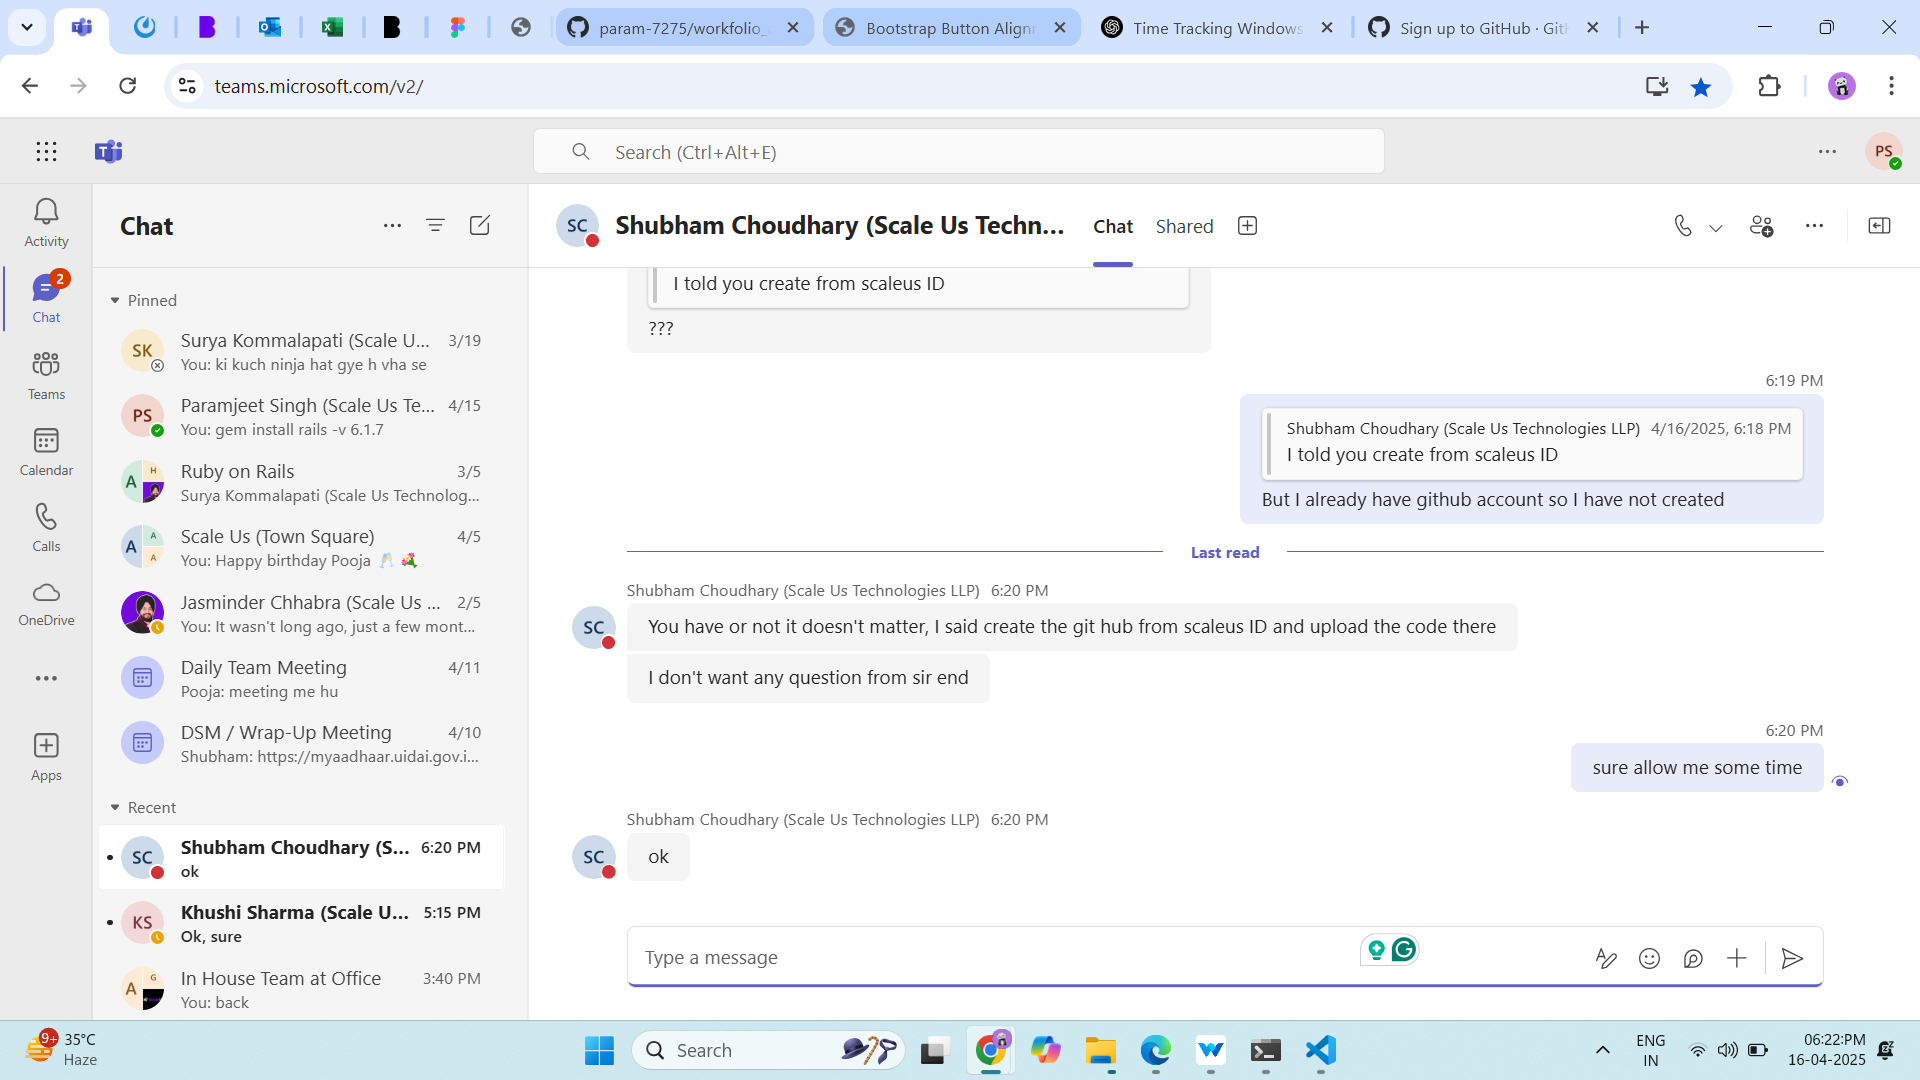 param-7275/workfolio_
Bootstrap Button Alignm
Time Tracking Windows
Sign up to GitHub · GitH
teams.microsoft.com/v2/
Search (Ctrl+Alt+E)
PS
Activity
2
Chat
Teams
Calendar
Calls
OneDrive
Apps
Chat
Pinned
SK
Surya Kommalapati (Scale U... 3/19
You: ki kuch ninja hat gye h vha se
PS
Paramjeet Singh (Scale Us Te... 4/15
You: gem install rails -v 6.1.7
A H
Ruby on Rails 3/5
Surya Kommalapati (Scale Us Technolog...
A A A
Scale Us (Town Square) 4/5
You: Happy birthday Pooja 🥂 💐
Jasminder Chhabra (Scale Us ... 2/5
You: It wasn't long ago, just a few mont...
Daily Team Meeting 4/11
Pooja: meeting me hu
DSM / Wrap-Up Meeting 4/10
Shubham: https://myaadhaar.uidai.gov.i...
Recent
SC
Shubham Choudhary (S... 6:20 PM
ok
KS
Khushi Sharma (Scale U... 5:15 PM
Ok, sure
A G
In House Team at Office 3:40 PM
You: back
SC
Shubham Choudhary (Scale Us Techn... Chat Shared
I told you create from scaleus ID
???
6:19 PM
Shubham Choudhary (Scale Us Technologies LLP) 4/16/2025, 6:18 PM
I told you create from scaleus ID
But I already have github account so I have not created
Last read
Shubham Choudhary (Scale Us Technologies LLP) 6:20 PM
SC
You have or not it doesn't matter, I said create the git hub from scaleus ID and upload the code there
I don't want any question from sir end
6:20 PM
sure allow me some time
Shubham Choudhary (Scale Us Technologies LLP) 6:20 PM
SC
ok
Type a message
9+
35°C
Haze
Search
ENG
IN
06:22:PM
16-04-2025